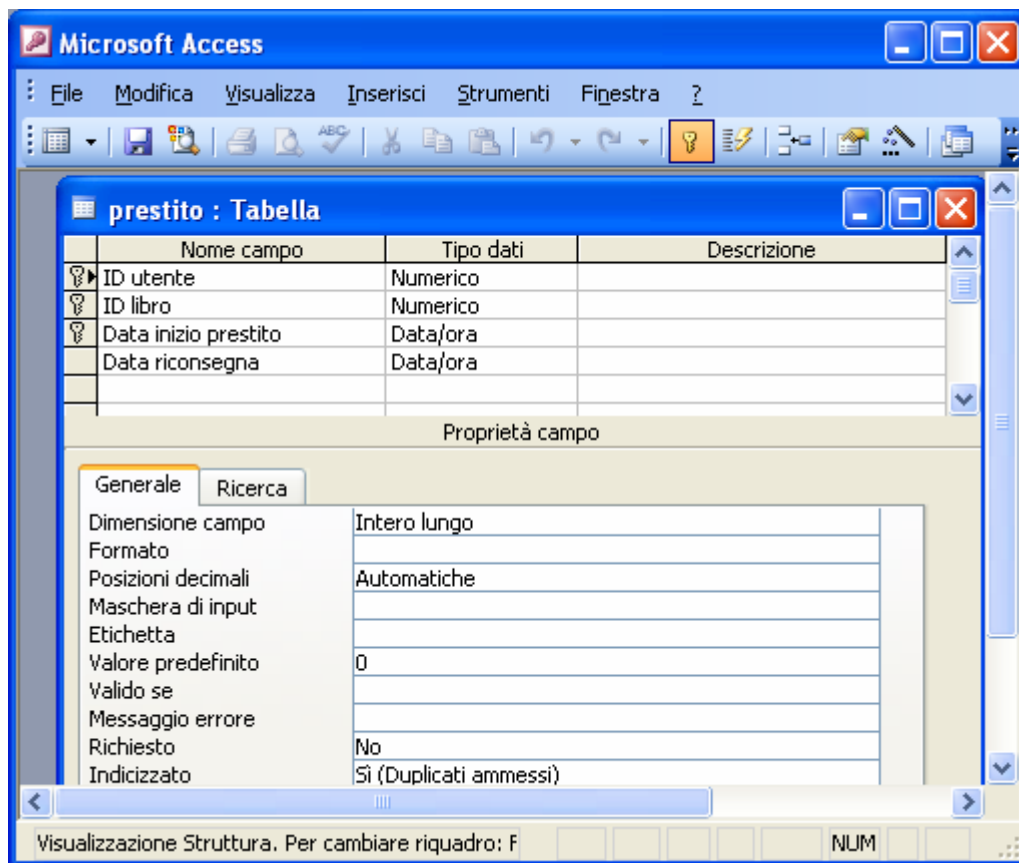 Microsoft Access
File Modifica Visualizza Inserisci Strumenti Finestra ?
ABC
prestito : Tabella
Nome campo Tipo dati Descrizione
ID utente Numerico
ID libro Numerico
Data inizio prestito Data/ora
Data riconsegna Data/ora
Proprietà campo
Generale Ricerca
Dimensione campo Intero lungo
Formato
Posizioni decimali Automatiche
Maschera di input
Etichetta
Valore predefinito 0
Valido se
Messaggio errore
Richiesto No
Indicizzato Sì (Duplicati ammessi)
Visualizzazione Struttura. Per cambiare riquadro: F NUM